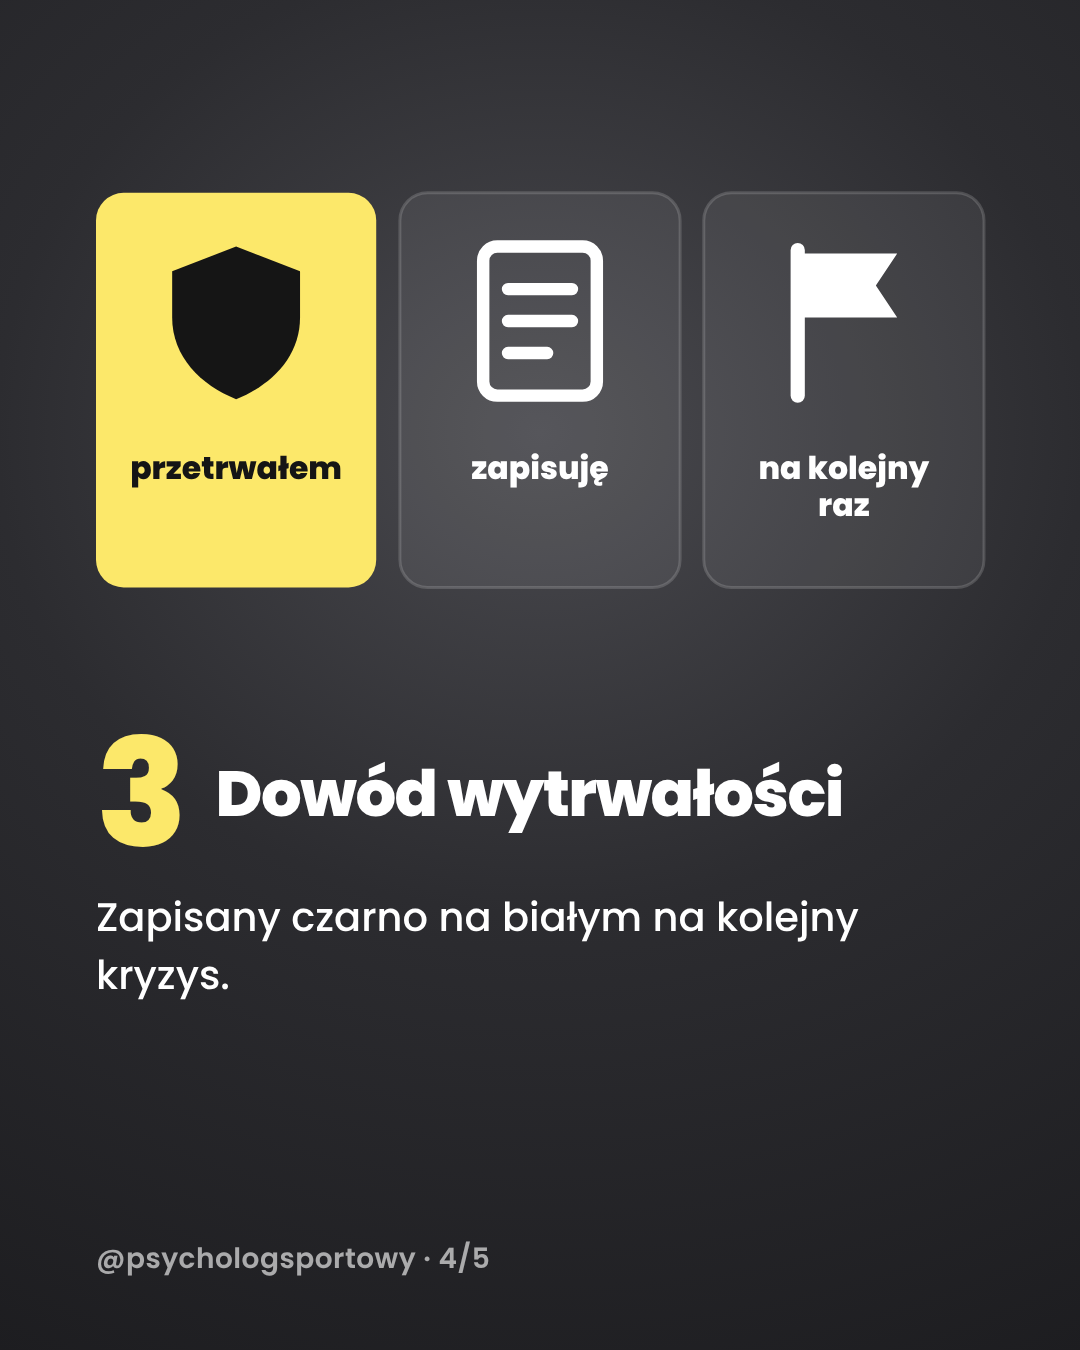 przetrwałem
zapisuję
na kolejny
raz
3 Dowód wytrwałości
Zapisany czarno na białym na kolejny
kryzys.
@psychologsportowy · 4/5